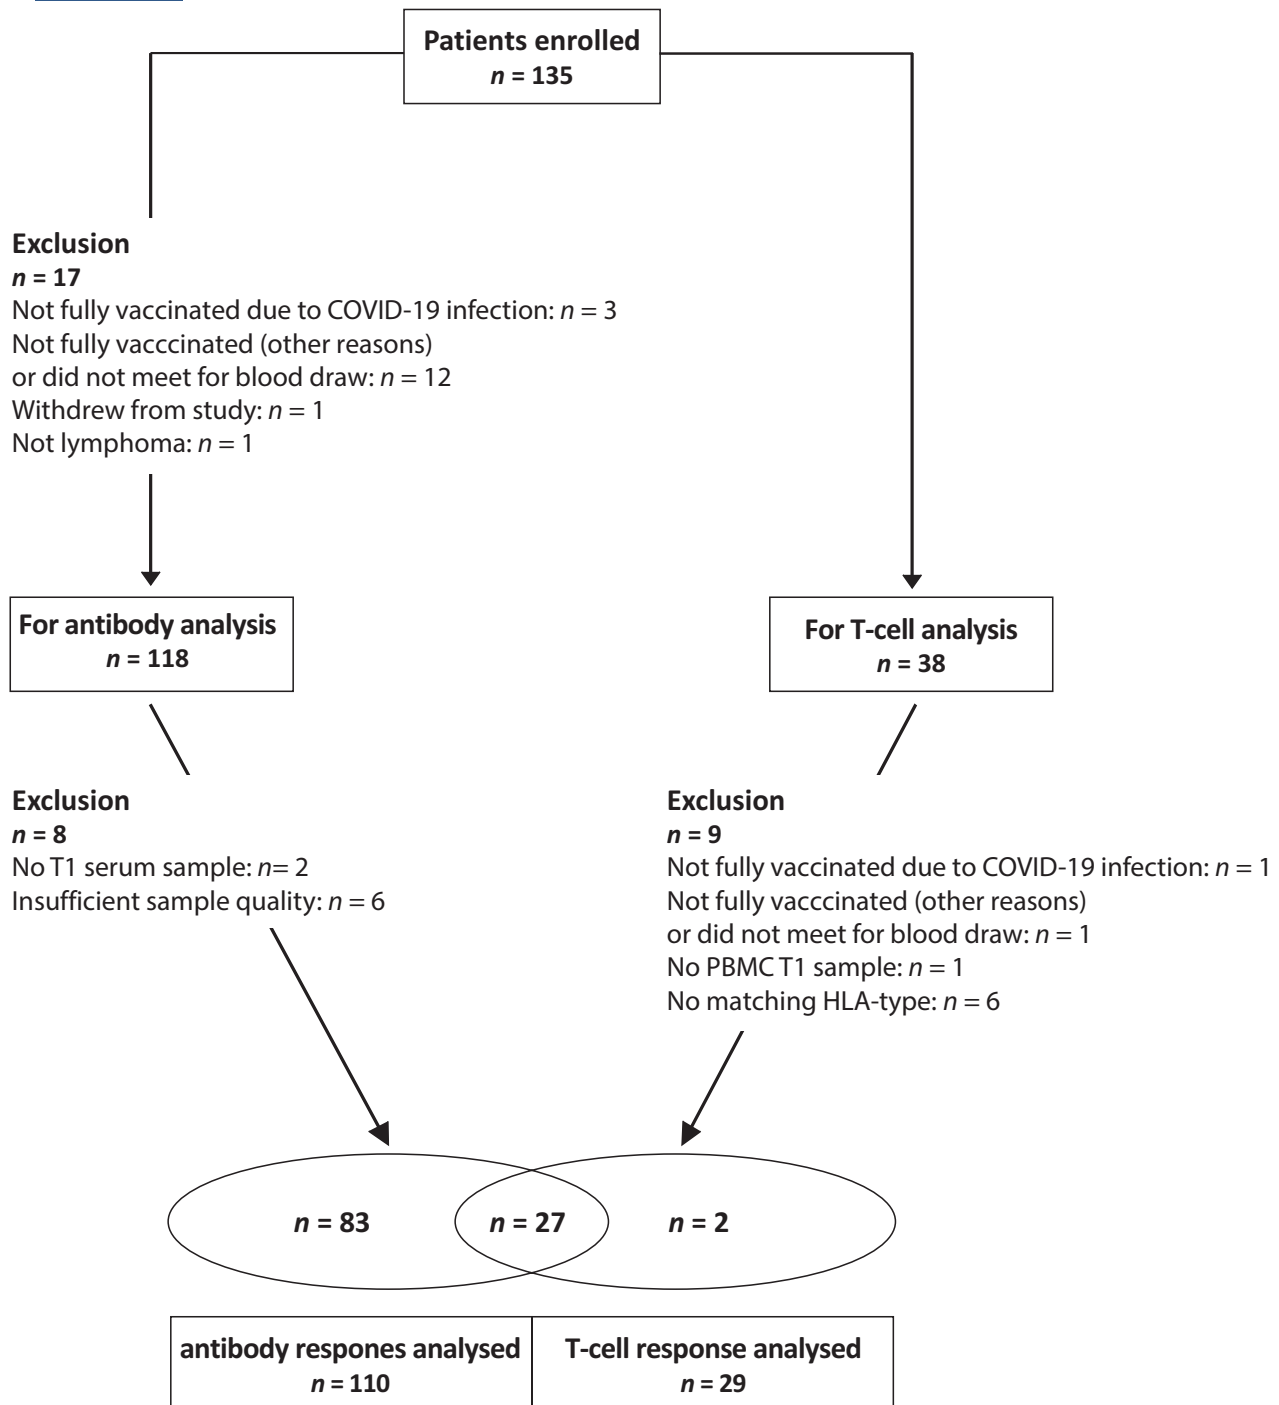 Patients enrolled
n = 135
Exclusion
n = 17
Not fully vaccinated due to COVID-19 infection: n = 3
Not fully vacccinated (other reasons)
or did not meet for blood draw: n = 12
Withdrew from study: n = 1
Not lymphoma: n = 1
For antibody analysis
n = 118
For T-cell analysis
n = 38
Exclusion
n = 8
No T1 serum sample: n= 2
Insufficient sample quality: n = 6
Exclusion
n = 9
Not fully vaccinated due to COVID-19 infection: n = 1
Not fully vacccinated (other reasons)
or did not meet for blood draw: n = 1
No PBMC T1 sample: n = 1
No matching HLA-type: n = 6
n = 83
n = 27
n = 2
antibody respones analysed
n = 110
T-cell response analysed
n = 29